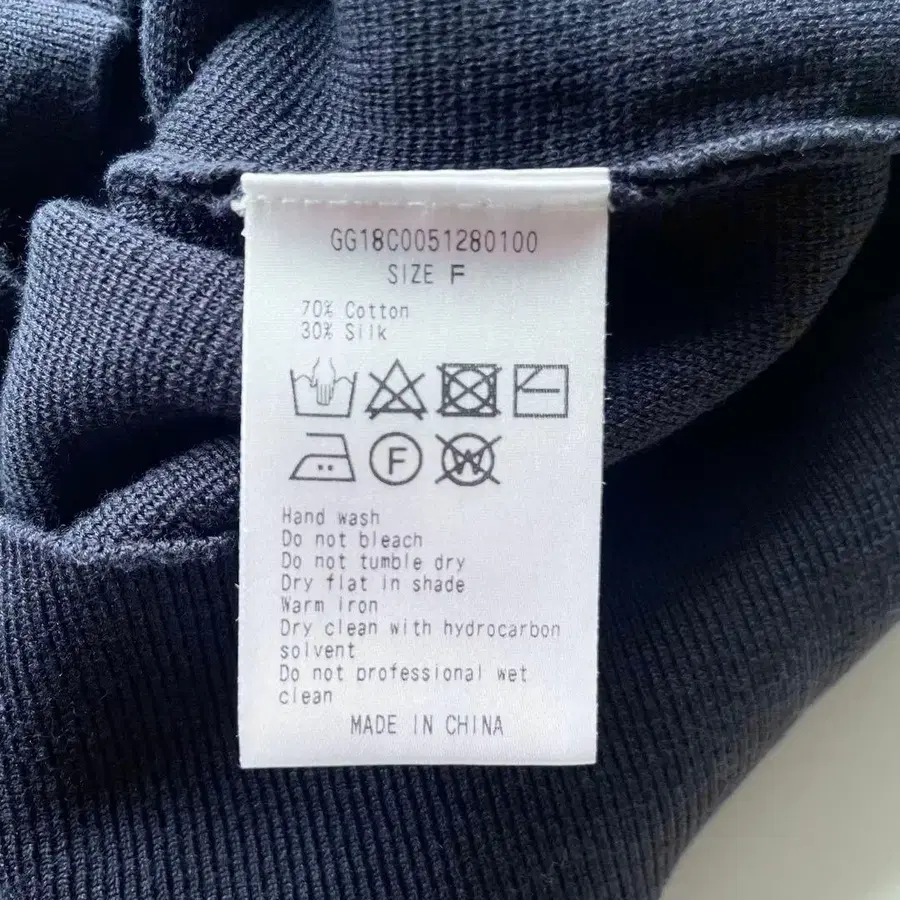 GG18C0051280100
SIZE F
70% Cotton
30% Silk
F W
Hand wash
Do not bleach
Do not tumble dry
Dry flat in shade
Warm iron
Dry clean with hydrocarbon
solvent
Do not professional wet
clean
MADE IN CHINA